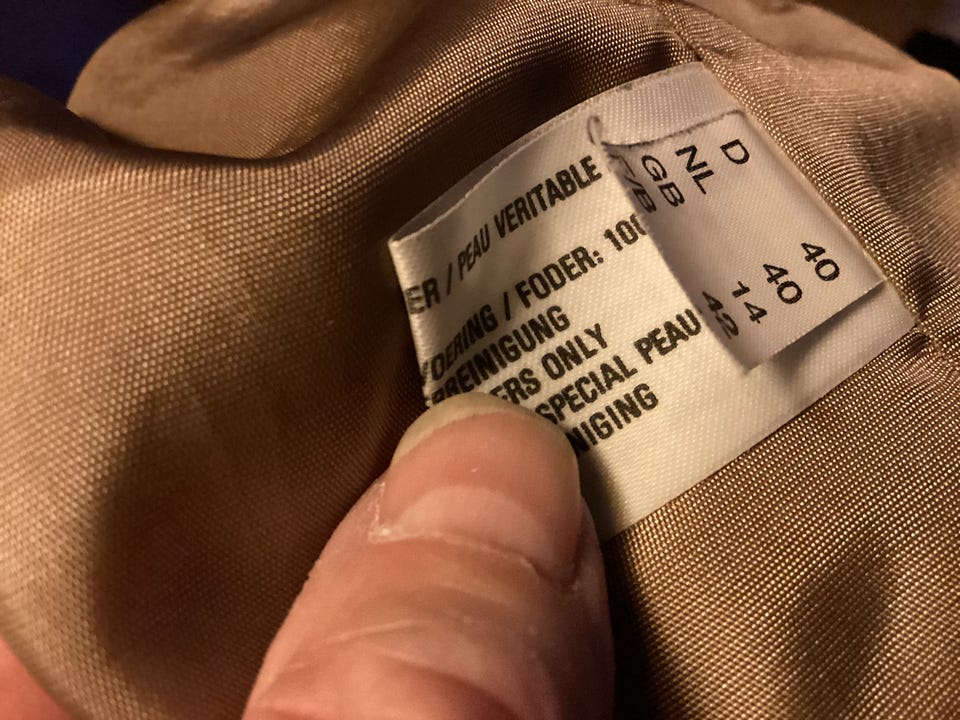 ER / PEAU VERITABLE
DERING / FODER: 100
REINIGUNG
ERS ONLY
SPECIAL PEAU
NIGING
D 40
NL 40
GB 14
F/B 42